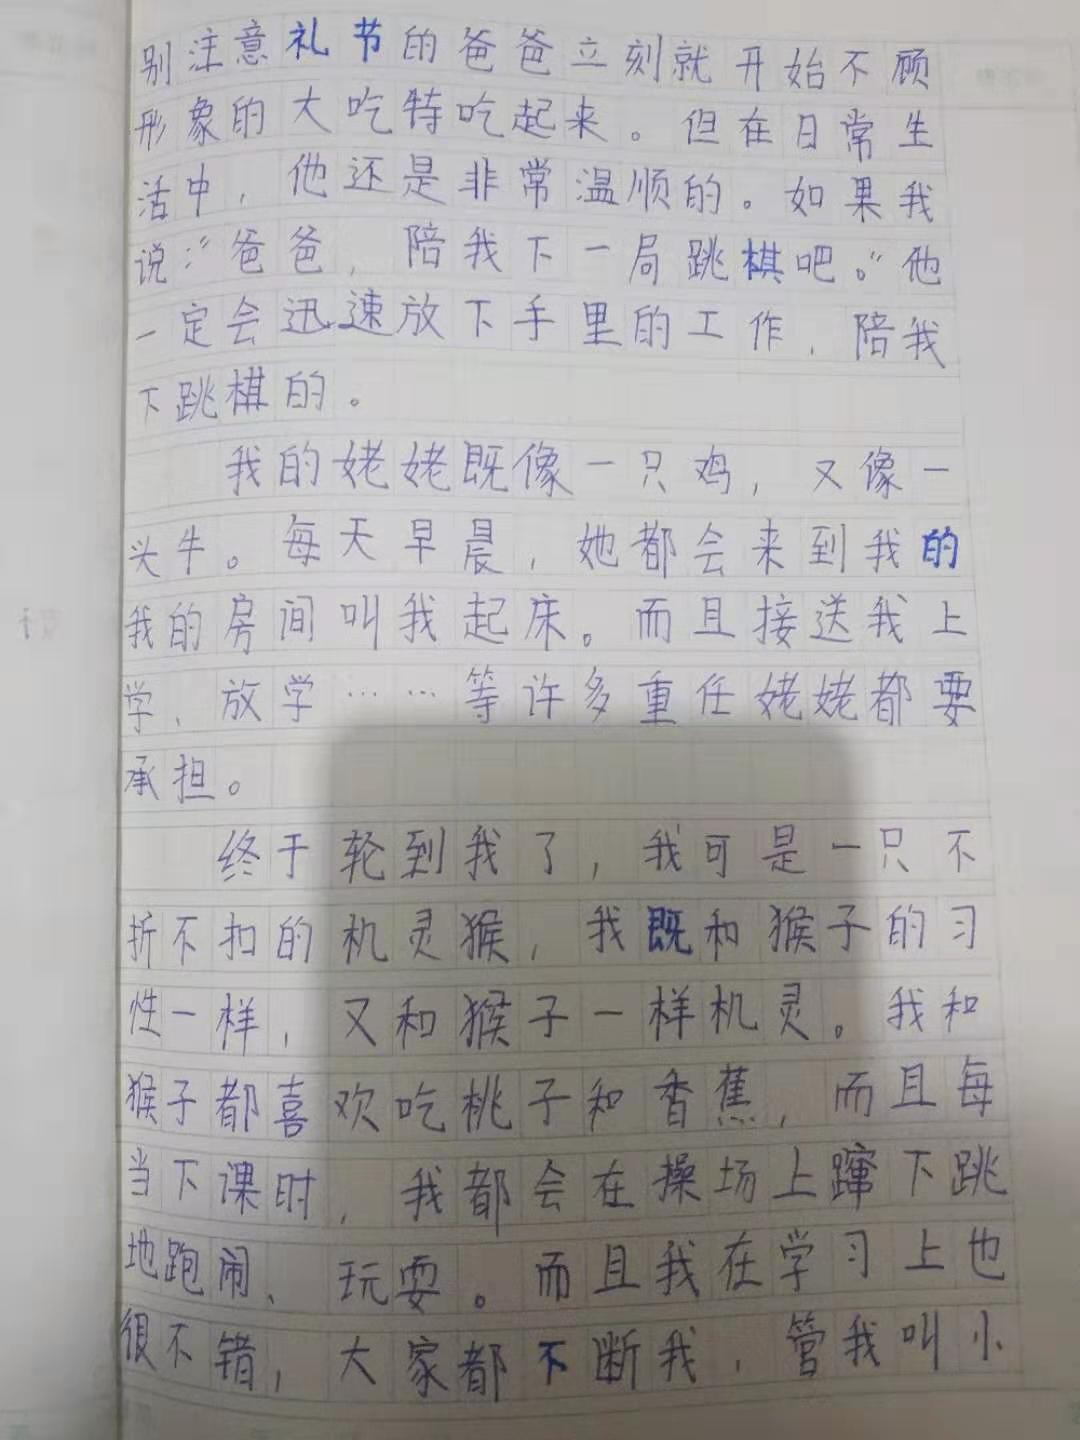 别注意礼节的爸爸立刻就开始不顾
形象的大吃特吃起来。但在日常生
活中，他还是非常温顺的。如果我
说：“爸爸，陪我下一局跳棋吧。”他
一定会迅速放下手里的工作，陪我
下跳棋的。
我的姥姥既像一只鸡，又像一
头牛。每天早晨，她都会来到我的
我的房间叫我起床。而且接送我上
学、放学……等许多重任姥姥都要
承担。
终于轮到我了，我可是一只不
折不扣的机灵猴，我既和猴子的习
性一样，又和猴子一样机灵。我和
猴子都喜欢吃桃子和香蕉，而且每
当下课时，我都会在操场上蹿下跳
地跑闹、玩耍。而且我在学习上也
很不错，大家都不断我，管我叫小